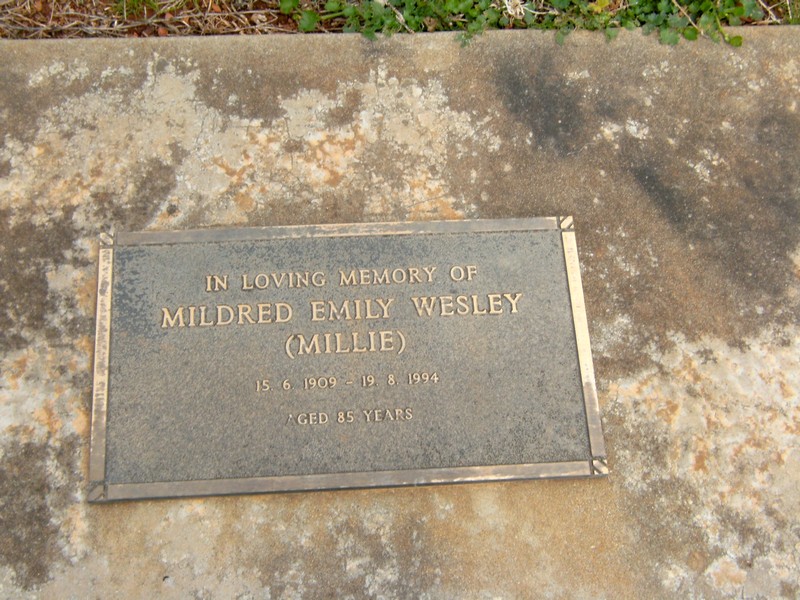 IN LOVING MEMORY OF
MILDRED EMILY WESLEY
(MILLIE)
15. 6. 1909 - 19. 8. 1994
AGED 85 YEARS